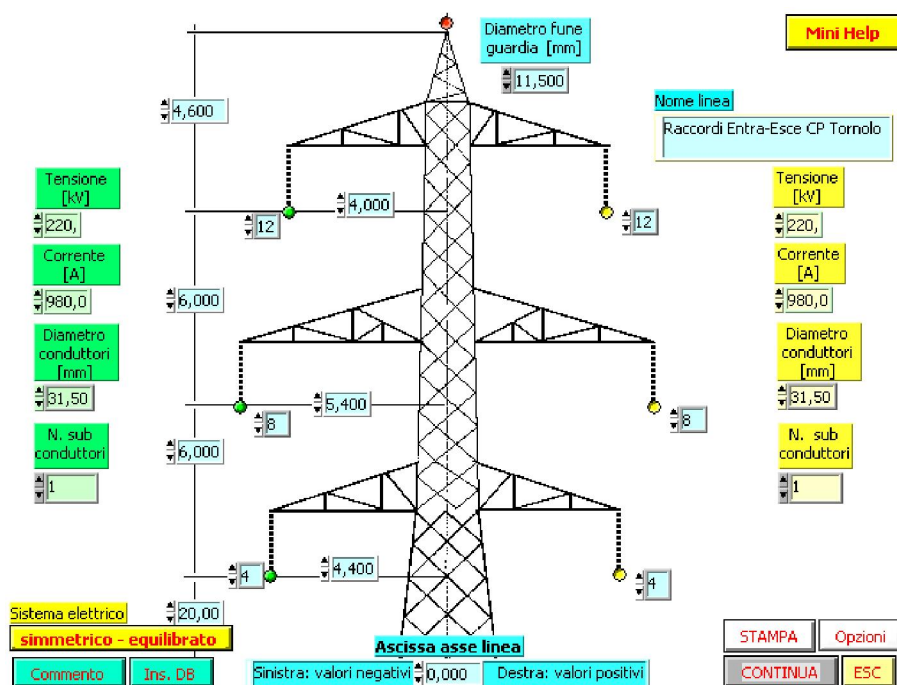 Diametro fune
guardia [mm]
11,500
Mini Help
Nome linea
Raccordi Entra-Esce CP Tornolo
4,600
Tensione
[kV]
220,
Corrente
[A]
980,0
Diametro
conduttori
[mm]
31,50
N. sub
conduttori
1
12
4,000
12
6,000
8
5,400
8
6,000
4
4,400
4
20,00
Tensione
[kV]
220,
Corrente
[A]
980,0
Diametro
conduttori
[mm]
31,50
N. sub
conduttori
1
Sistema elettrico
simmetrico - equilibrato
Commento
Ins. DB
Ascissa asse linea
Sinistra: valori negativi
0,000
Destra: valori positivi
STAMPA
Opzioni
CONTINUA
ESC